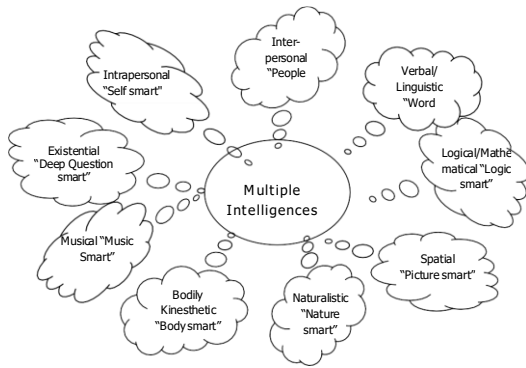 Inter-
personal
“People
Intrapersonal
“Self smart"
Verbal/
Linguistic
“Word
Existential
“Deep Question
smart”
Logical/Mathe
matical “Logic
smart”
Multiple
Intelligences
Musical “Music
Smart”
Spatial
“Picture smart”
Bodily
Kinesthetic
“Body smart”
Naturalistic
“Nature
smart”